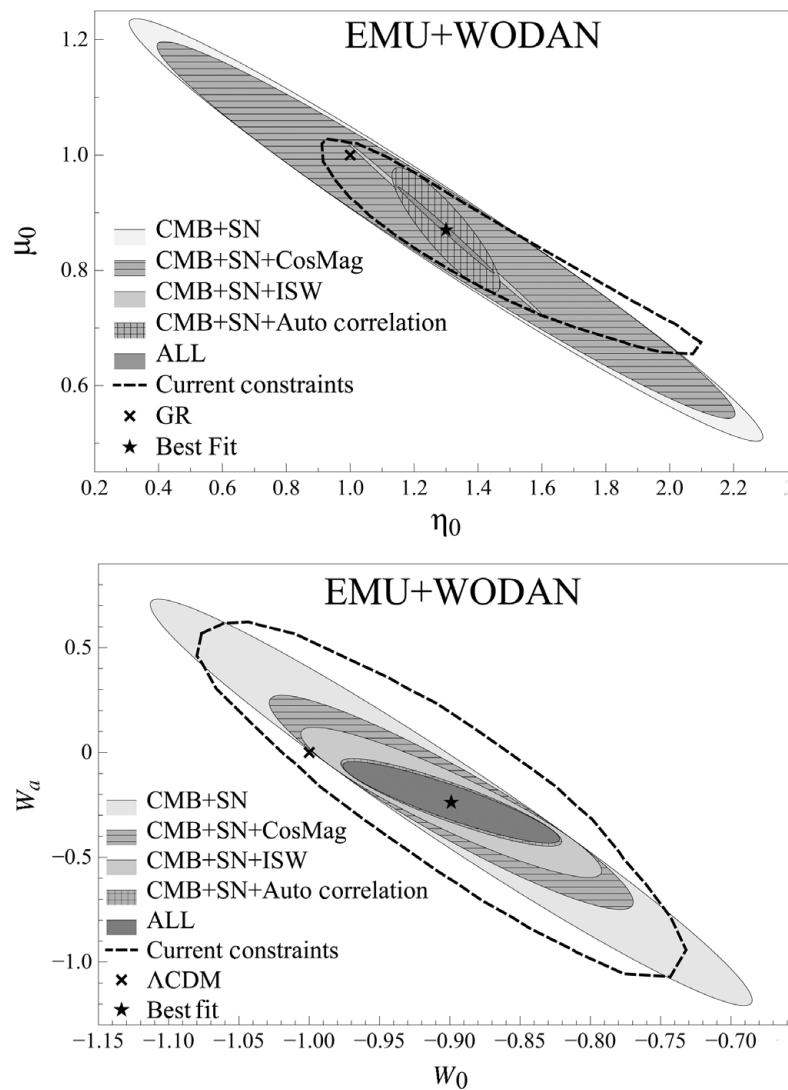 EMU+WODAN
1.2
1.0
0.8
0.6
μ0
CMB+SN
CMB+SN+CosMag
CMB+SN+ISW
CMB+SN+Auto correlation
ALL
Current constraints
GR
Best Fit
0.2 0.4 0.6 0.8 1.0 1.2 1.4 1.6 1.8 2.0 2.2
η0
EMU+WODAN
0.5
0
−0.5
−1.0
Wa
CMB+SN
CMB+SN+CosMag
CMB+SN+ISW
CMB+SN+Auto correlation
ALL
Current constraints
ΛCDM
Best fit
−1.15 −1.10 −1.05 −1.00 −0.95 −0.90 −0.85 −0.80 −0.75 −0.70
W0